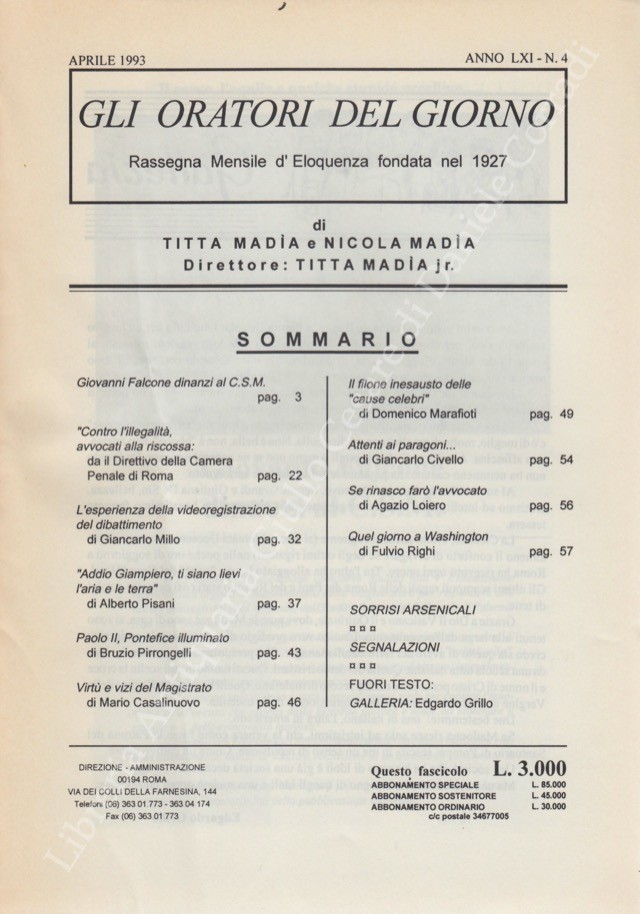 APRILE 1993
ANNO LXI - N. 4
GLI ORATORI DEL GIORNO
Rassegna Mensile d'Eloquenza fondata nel 1927
di
TITTA MADÌA e NICOLA MADÌA
Direttore: TITTA MADÌA jr.
SOMMARIO
Giovanni Falcone dinanzi al C.S.M.
pag. 3
"Contro l'illegalità,
avvocati alla riscossa:
da il Direttivo della Camera
Penale di Roma pag. 22
L'esperienza della videoregistrazione
del dibattimento
di Giancarlo Millo pag. 32
"Addio Giampiero, ti siano lievi
l'aria e le terra"
di Alberto Pisani pag. 37
Paolo II, Pontefice illuminato
di Bruzio Pirrongelli pag. 43
Virtù e vizi del Magistrato
di Mario Casalinuovo pag. 46
Il filone inesausto delle
"cause celebri"
di Domenico Marafioti pag. 49
Attenti ai paragoni...
di Giancarlo Civello pag. 54
Se rinasco farò l'avvocato
di Agazio Loiero pag. 56
Quel giorno a Washington
di Fulvio Righi pag. 57
SORRISI ARSENICALI
¤ ¤ ¤
SEGNALAZIONI
¤ ¤ ¤
FUORI TESTO:
GALLERIA: Edgardo Grillo
DIREZIONE - AMMINISTRAZIONE
00194 ROMA
VIA DEI COLLI DELLA FARNESINA, 144
Telefoni (06) 363 01 773 - 363 04 174
Fax (06) 363 01 773
Questo fascicolo L. 3.000
ABBONAMENTO SPECIALE L. 85.000
ABBONAMENTO SOSTENITORE L. 45.000
ABBONAMENTO ORDINARIO L. 30.000
c/c postale 34677005